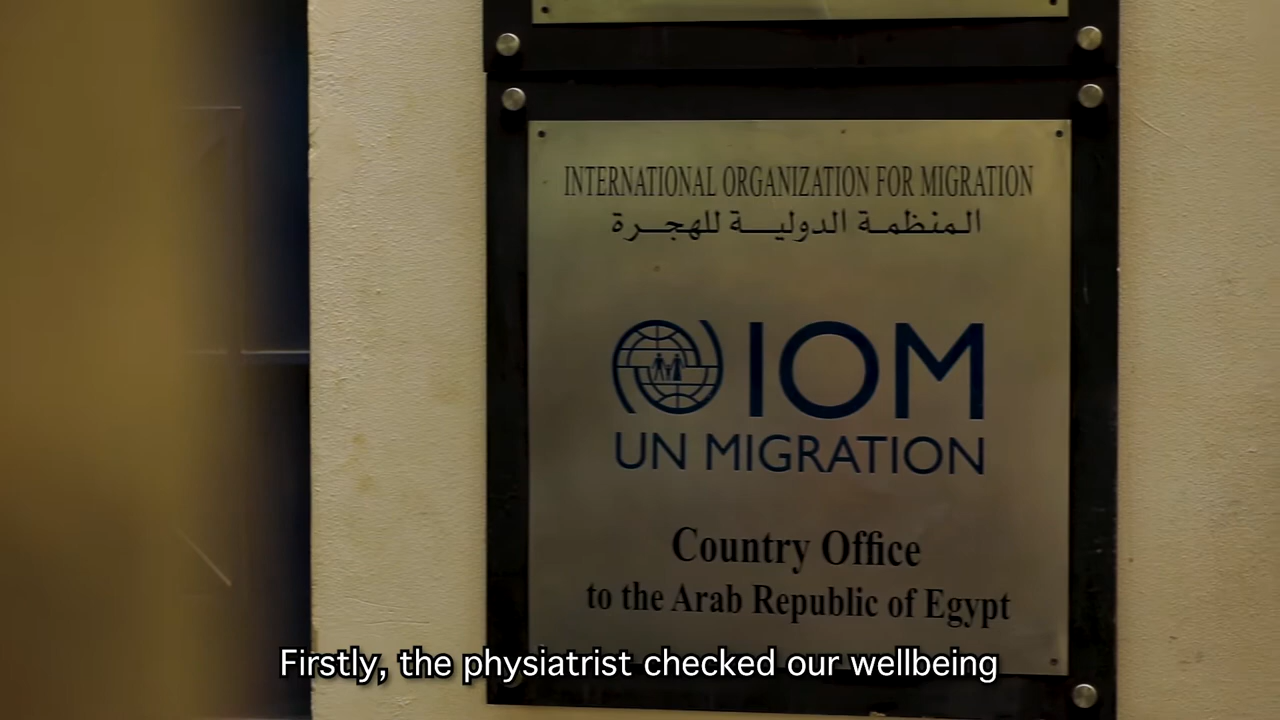 INTERNATIONAL ORGANIZATION FOR MIGRATION
المنظمة الدولية للهجرة
IOM
UN MIGRATION
Country Office
to the Arab Republic of Egypt
Firstly, the physiatrist checked our wellbeing